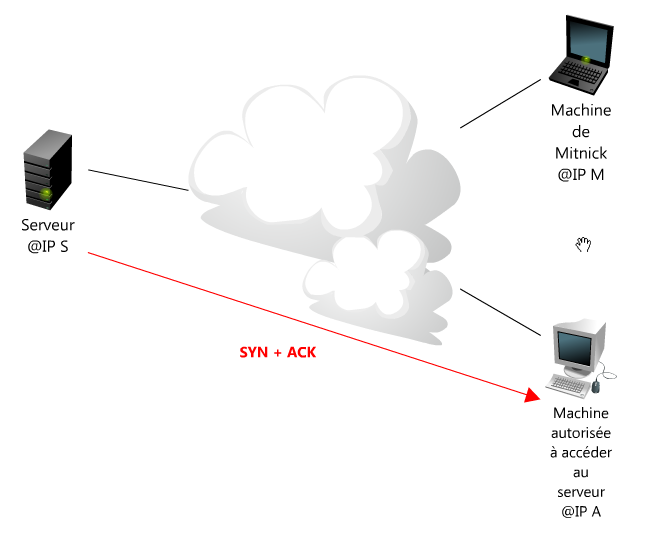 Machine
de
Mitnick
@IP M
Serveur
@IP S
SYN + ACK
Machine
autorisée
à accéder
au
serveur
@IP A